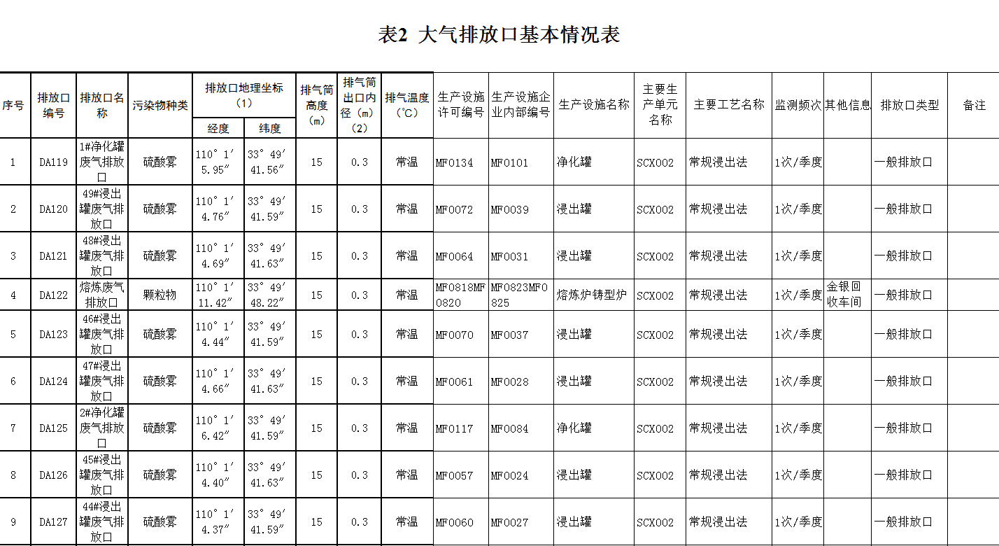 表2 大气排放口基本情况表
序号 排放口编号 排放口名称 污染物种类 排放口地理坐标（1） 排气筒高度（m） 排气筒出口内径（m）（2） 排气温度（℃） 生产设施许可编号 生产设施企业内部编号 生产设施名称 主要生产单元名称 主要工艺名称 监测频次 其他信息 排放口类型 备注
经度 纬度
1 DA119 1#净化罐废气排放口 硫酸雾 110° 1′ 5.95″ 33° 49′ 41.56″ 15 0.3 常温 MF0134 MF0101 净化罐 SCX002 常规浸出法 1次/季度 一般排放口
2 DA120 49#浸出罐废气排放口 硫酸雾 110° 1′ 4.76″ 33° 49′ 41.59″ 15 0.3 常温 MF0072 MF0039 浸出罐 SCX002 常规浸出法 1次/季度 一般排放口
3 DA121 48#浸出罐废气排放口 硫酸雾 110° 1′ 4.69″ 33° 49′ 41.63″ 15 0.3 常温 MF0064 MF0031 浸出罐 SCX002 常规浸出法 1次/季度 一般排放口
4 DA122 熔炼废气排放口 颗粒物 110° 1′ 11.42″ 33° 49′ 48.22″ 15 0.3 常温 MF0818MF0820 MF0823MF0825 熔炼炉铸型炉 SCX002 常规浸出法 1次/季度 金银回收车间 一般排放口
5 DA123 46#浸出罐废气排放口 硫酸雾 110° 1′ 4.44″ 33° 49′ 41.59″ 15 0.3 常温 MF0070 MF0037 浸出罐 SCX002 常规浸出法 1次/季度 一般排放口
6 DA124 47#浸出罐废气排放口 硫酸雾 110° 1′ 4.66″ 33° 49′ 41.63″ 15 0.3 常温 MF0061 MF0028 浸出罐 SCX002 常规浸出法 1次/季度 一般排放口
7 DA125 2#净化罐废气排放口 硫酸雾 110° 1′ 6.42″ 33° 49′ 41.59″ 15 0.3 常温 MF0117 MF0084 净化罐 SCX002 常规浸出法 1次/季度 一般排放口
8 DA126 45#浸出罐废气排放口 硫酸雾 110° 1′ 4.40″ 33° 49′ 41.63″ 15 0.3 常温 MF0057 MF0024 浸出罐 SCX002 常规浸出法 1次/季度 一般排放口
9 DA127 44#浸出罐废气排放口 硫酸雾 110° 1′ 4.37″ 33° 49′ 41.59″ 15 0.3 常温 MF0060 MF0027 浸出罐 SCX002 常规浸出法 1次/季度 一般排放口